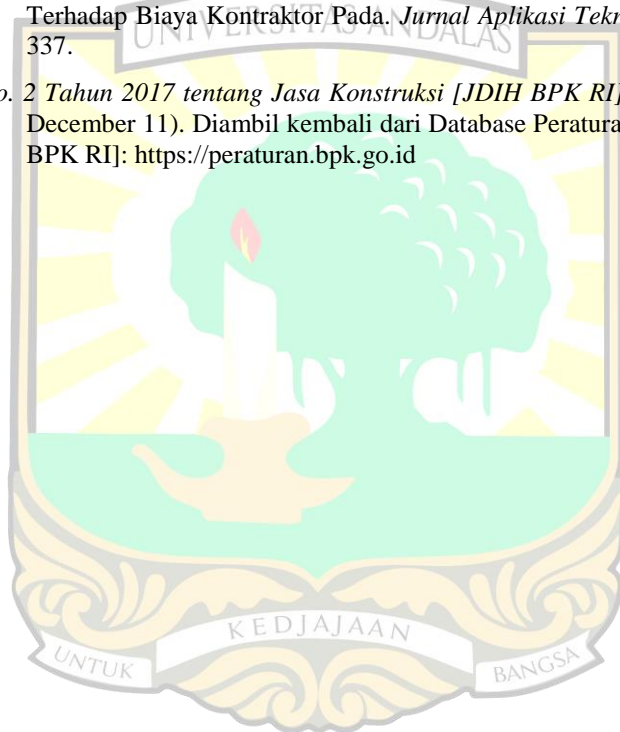 Terhadap Biaya Kontraktor Pada. Jurnal Aplikasi Tekn
UNIVERSITAS ANDALAS
337.
o. 2 Tahun 2017 tentang Jasa Konstruksi [JDIH BPK RI]
December 11). Diambil kembali dari Database Peratura
BPK RI]: https://peraturan.bpk.go.id
KEDJAJAAN
UNTUK
BANGSA